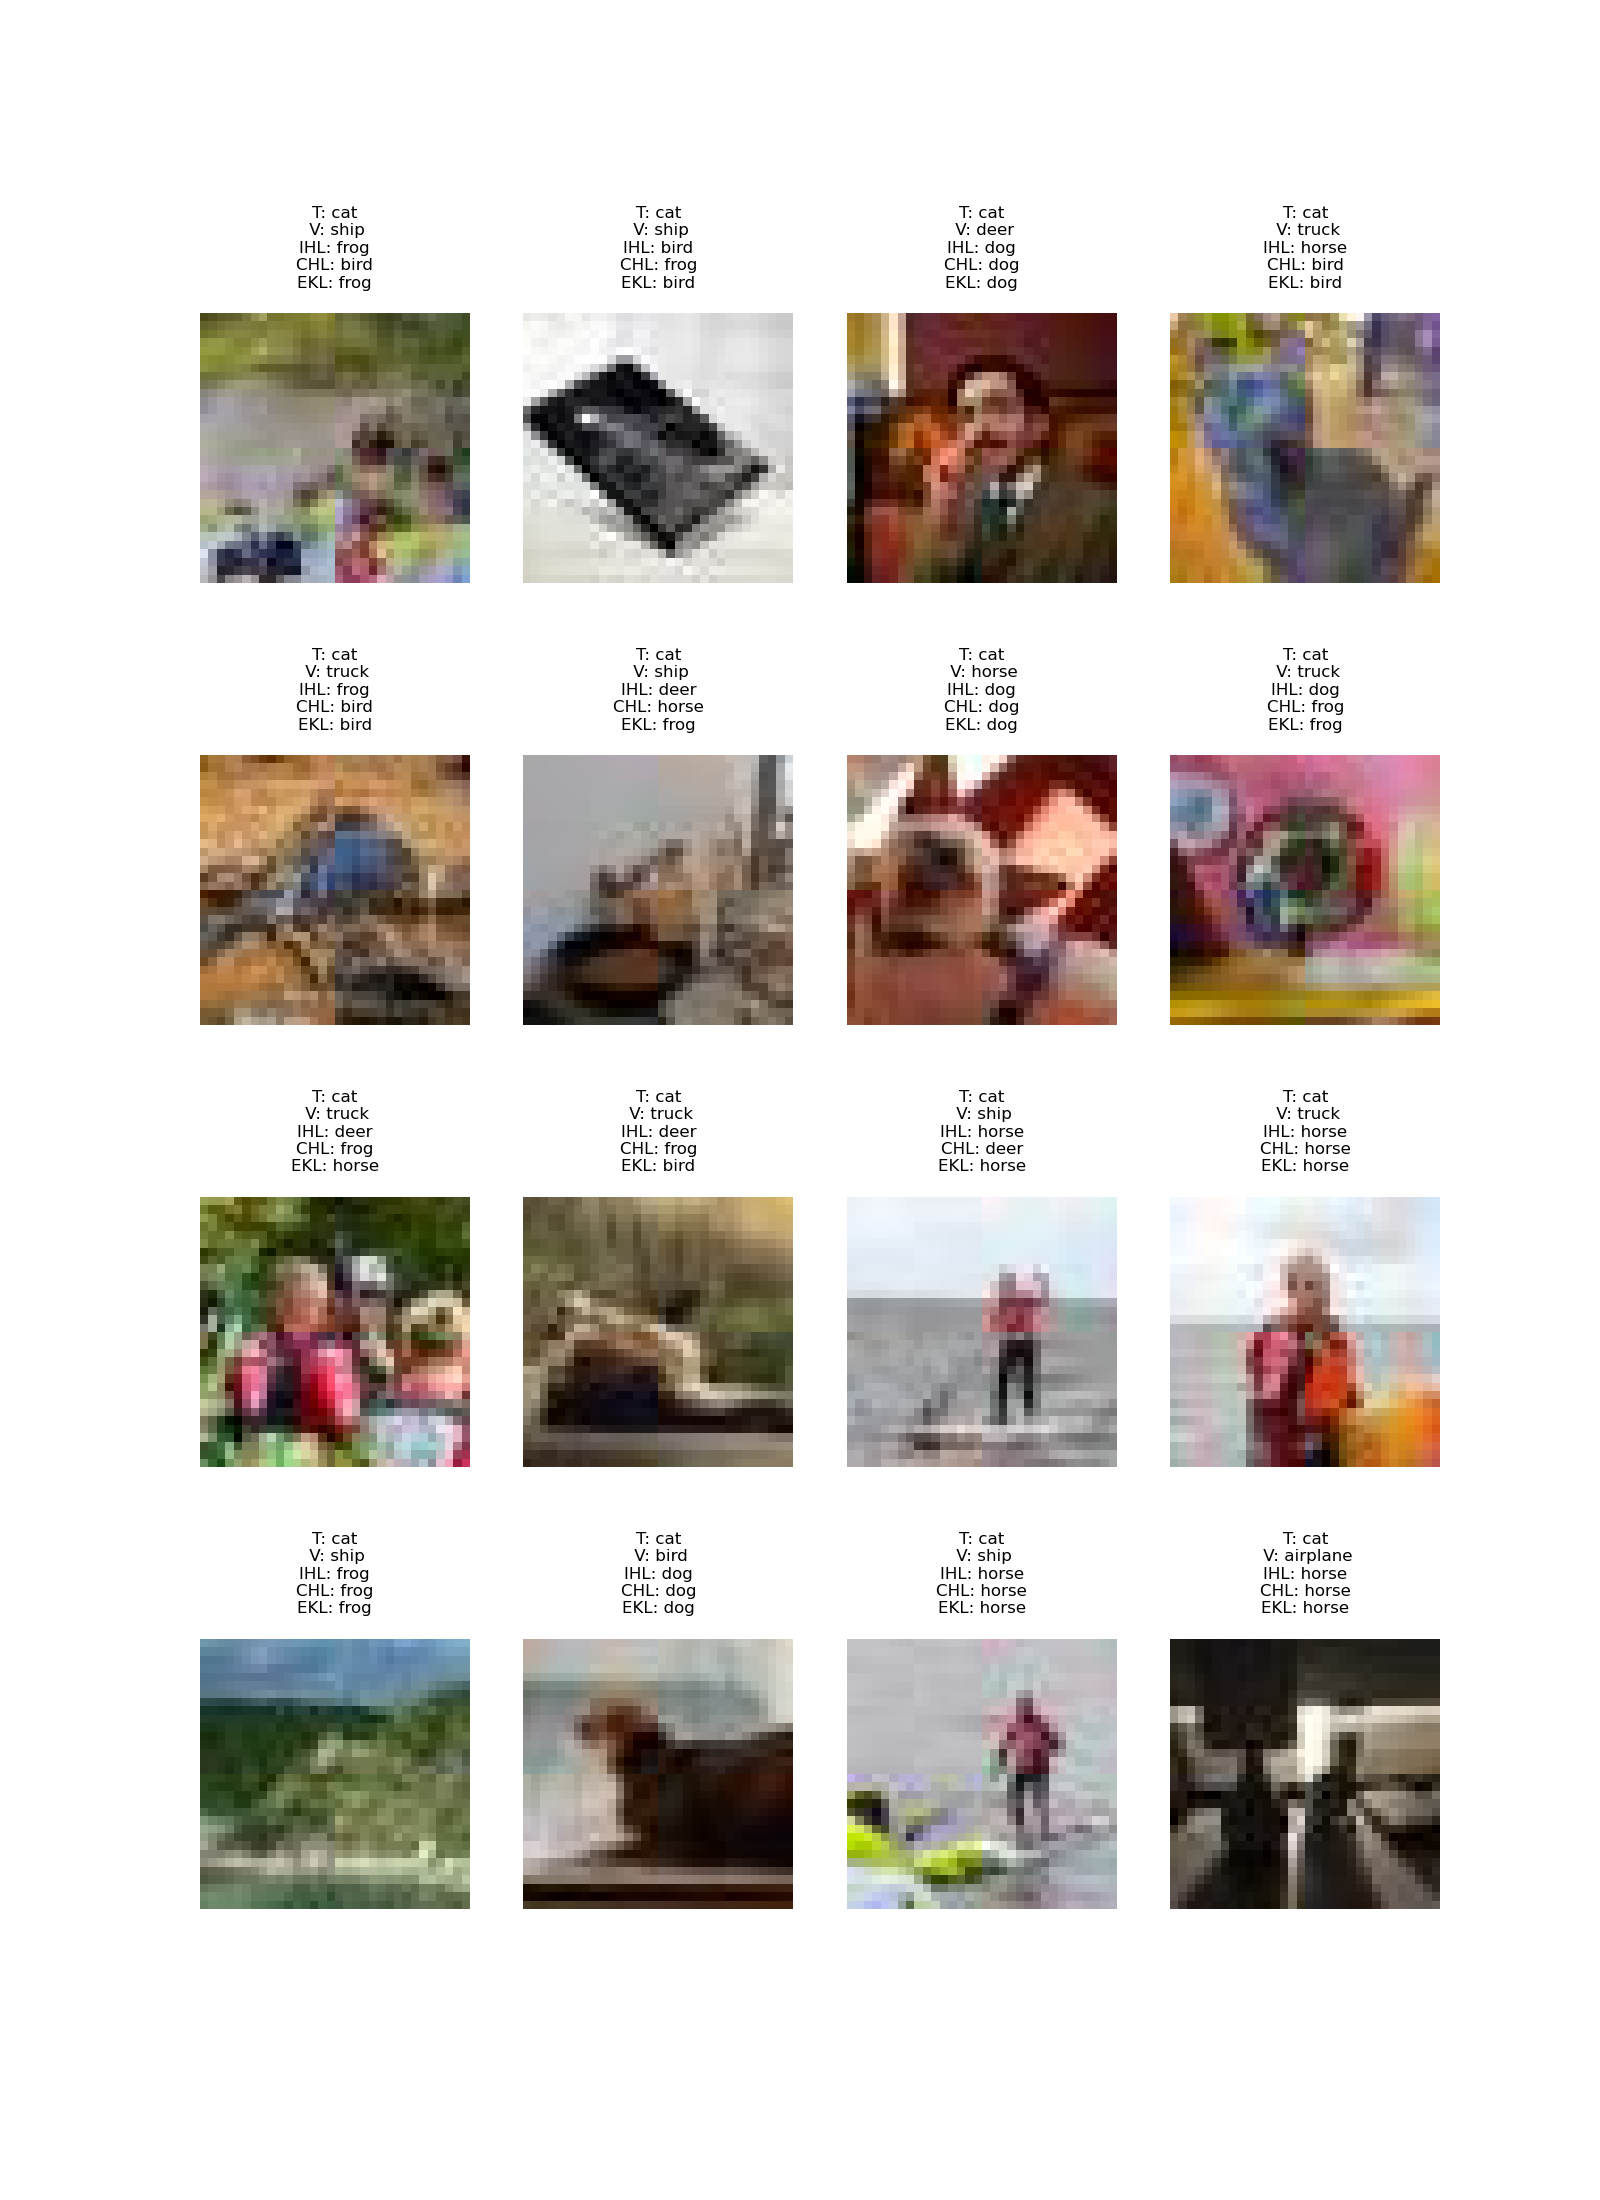 T: cat
V: ship
IHL: frog
CHL: bird
EKL: frog
T: cat
V: ship
IHL: bird
CHL: frog
EKL: bird
T: cat
V: deer
IHL: dog
CHL: dog
EKL: dog
T: cat
V: truck
IHL: horse
CHL: bird
EKL: bird
T: cat
V: truck
IHL: frog
CHL: bird
EKL: bird
T: cat
V: ship
IHL: deer
CHL: horse
EKL: frog
T: cat
V: horse
IHL: dog
CHL: dog
EKL: dog
T: cat
V: truck
IHL: dog
CHL: frog
EKL: frog
T: cat
V: truck
IHL: deer
CHL: frog
EKL: horse
T: cat
V: truck
IHL: deer
CHL: frog
EKL: bird
T: cat
V: ship
IHL: horse
CHL: deer
EKL: horse
T: cat
V: truck
IHL: horse
CHL: horse
EKL: horse
T: cat
V: ship
IHL: frog
CHL: frog
EKL: frog
T: cat
V: bird
IHL: dog
CHL: dog
EKL: dog
T: cat
V: ship
IHL: horse
CHL: horse
EKL: horse
T: cat
V: airplane
IHL: horse
CHL: horse
EKL: horse